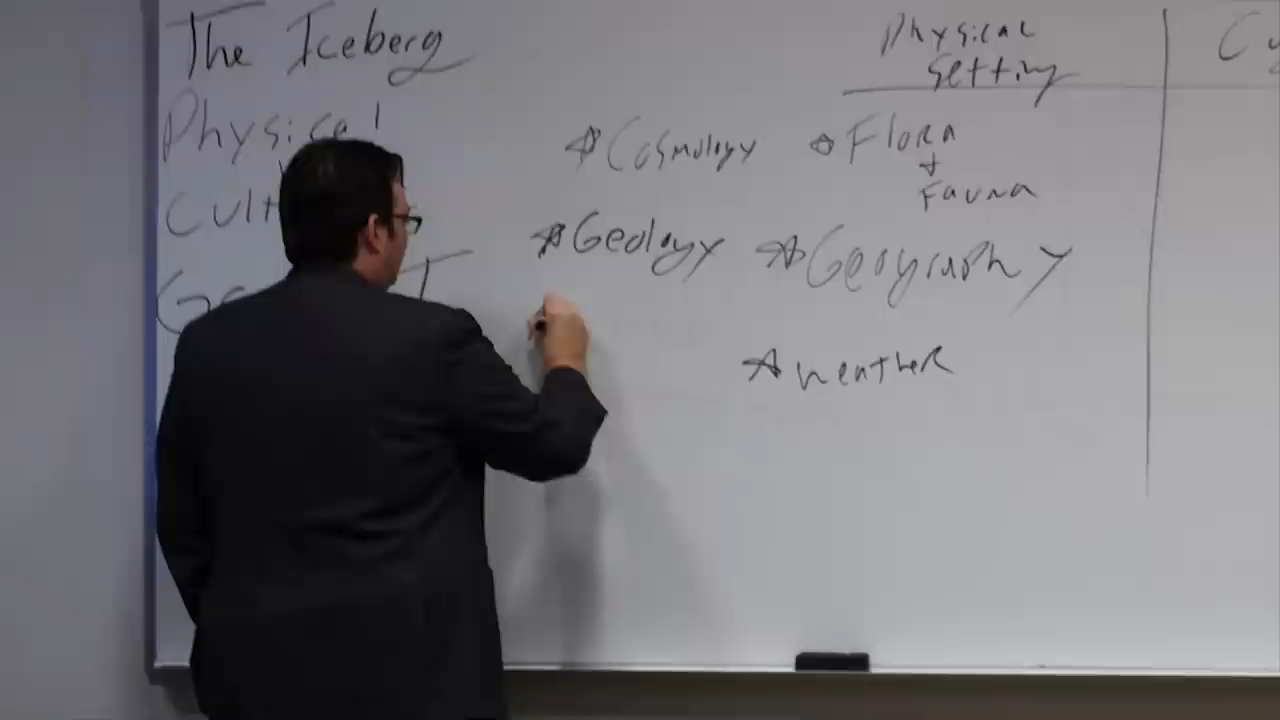 The Iceberg
Physical
Physical
Setting
☆Cosmology
☆Flora
+
Fauna
☆Geology
☆Geography
☆weather